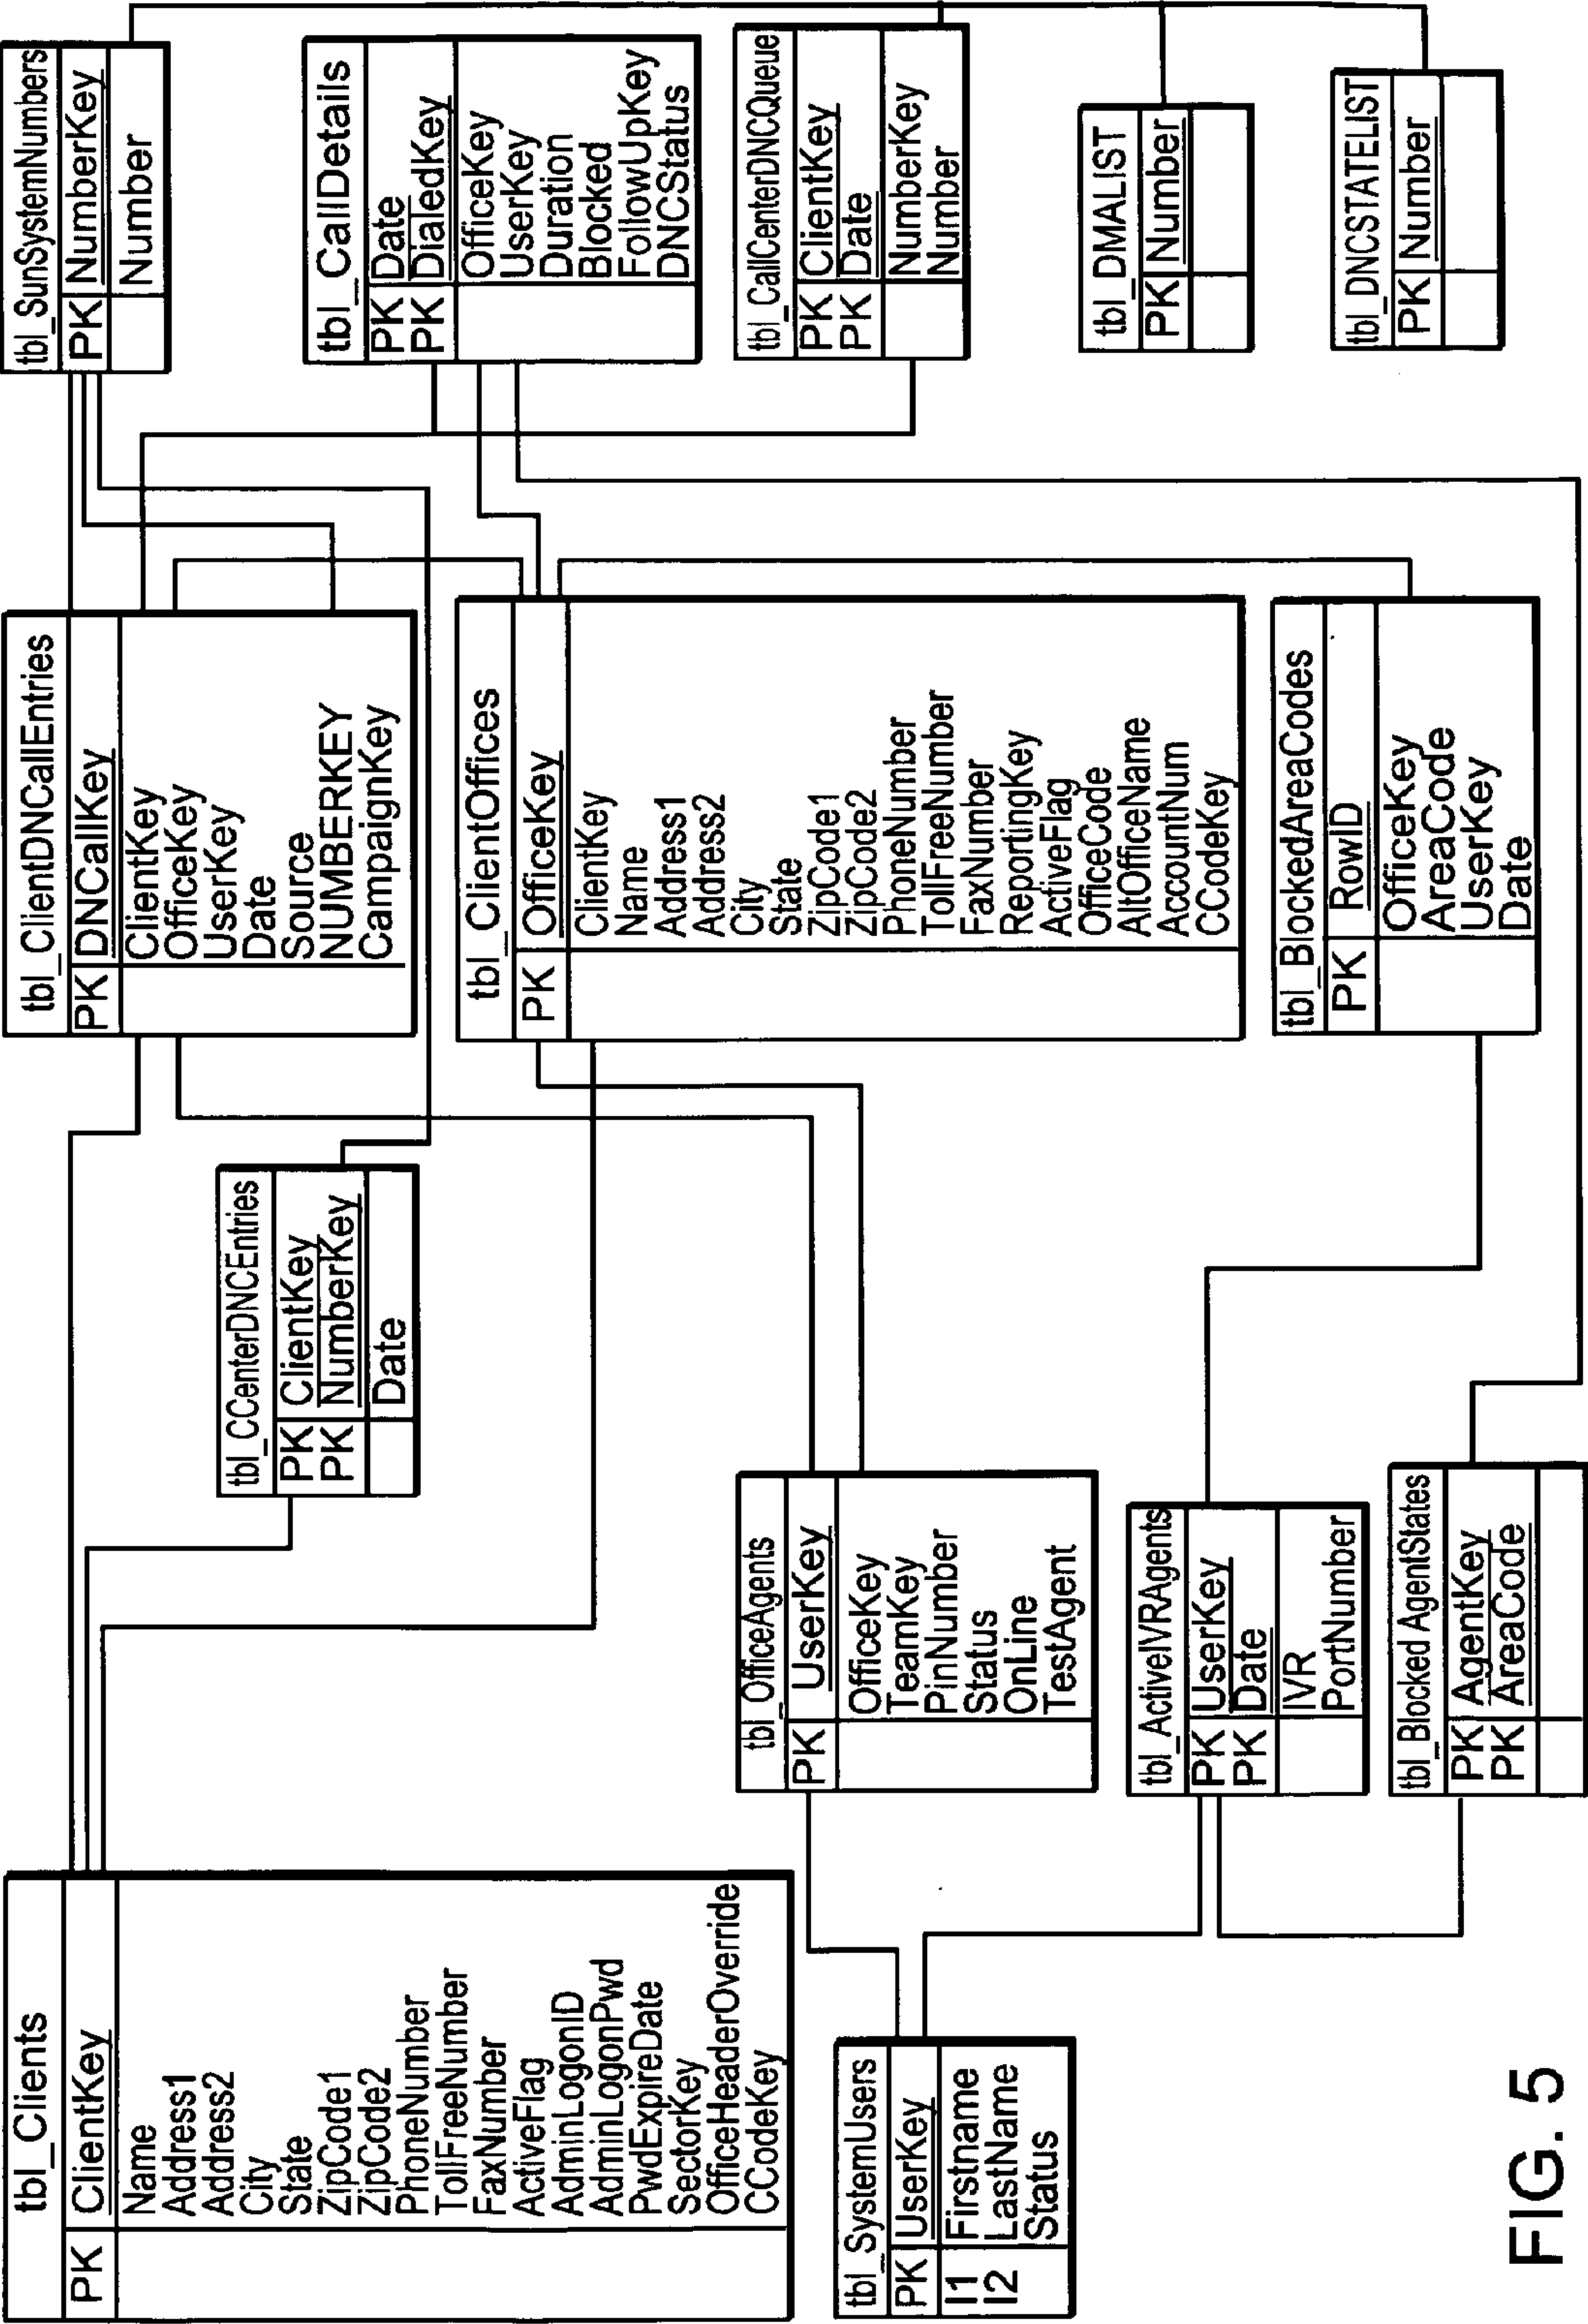 tbl_Clients
PK ClientKey
Name
Address1
Address2
City
State
ZipCode1
ZipCode2
PhoneNumber
TollFreeNumber
FaxNumber
ActiveFlag
AdminLogonID
AdminLogonPwd
PwdExpireDate
SectorKey
OfficeHeaderOverride
CCodeKey
tbl_SystemUsers
PK UserKey
I1 Firstname
I2 LastName
Status
tbl_CCenterDNCEntries
PK ClientKey
PK NumberKey
Date
tbl_OfficeAgents
PK UserKey
OfficeKey
TeamKey
PinNumber
Status
OnLine
TestAgent
tbl_ActiveIVRAgents
PK UserKey
PK Date
IVR
PortNumber
tbl_Blocked AgentStates
PK AgentKey
PK AreaCode
tbl_ClientDNCallEntries
PK DNCallKey
ClientKey
OfficeKey
UserKey
Date
Source
NUMBERKEY
CampaignKey
tbl_ClientOffices
PK OfficeKey
ClientKey
Name
Address1
Address2
City
State
ZipCode1
ZipCode2
PhoneNumber
TollFreeNumber
FaxNumber
ReportingKey
ActiveFlag
OfficeCode
AltOfficeName
AccountNum
CCodeKey
tbl_BlockedAreaCodes
PK RowID
OfficeKey
AreaCode
UserKey
Date
tbl_SunSystemNumbers
PK NumberKey
Number
tbl_CallDetails
PK Date
PK DialedKey
OfficeKey
UserKey
Duration
Blocked
FollowUpKey
DNCStatus
tbl_CallCenterDNCQueue
PK ClientKey
PK Date
NumberKey
Number
tbl_DMALIST
PK Number
tbl_DNCSTATELIST
PK Number
FIG. 5